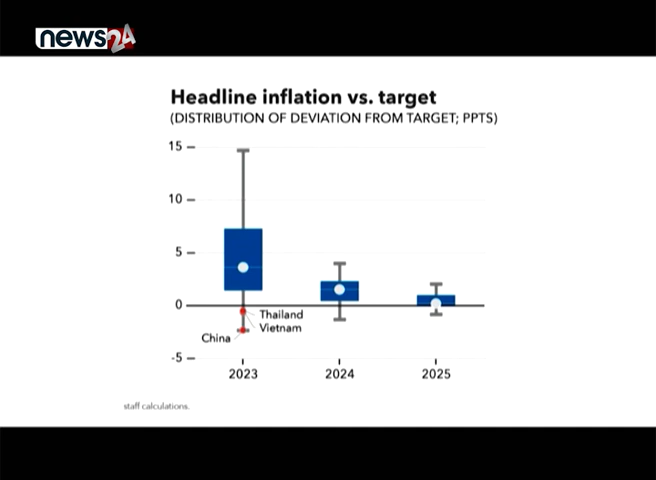 news24
Headline inflation vs. target
(DISTRIBUTION OF DEVIATION FROM TARGET; PPTS)
15
10
5
0
Thailand
Vietnam
China
-5
2023 2024 2025
staff calculations.